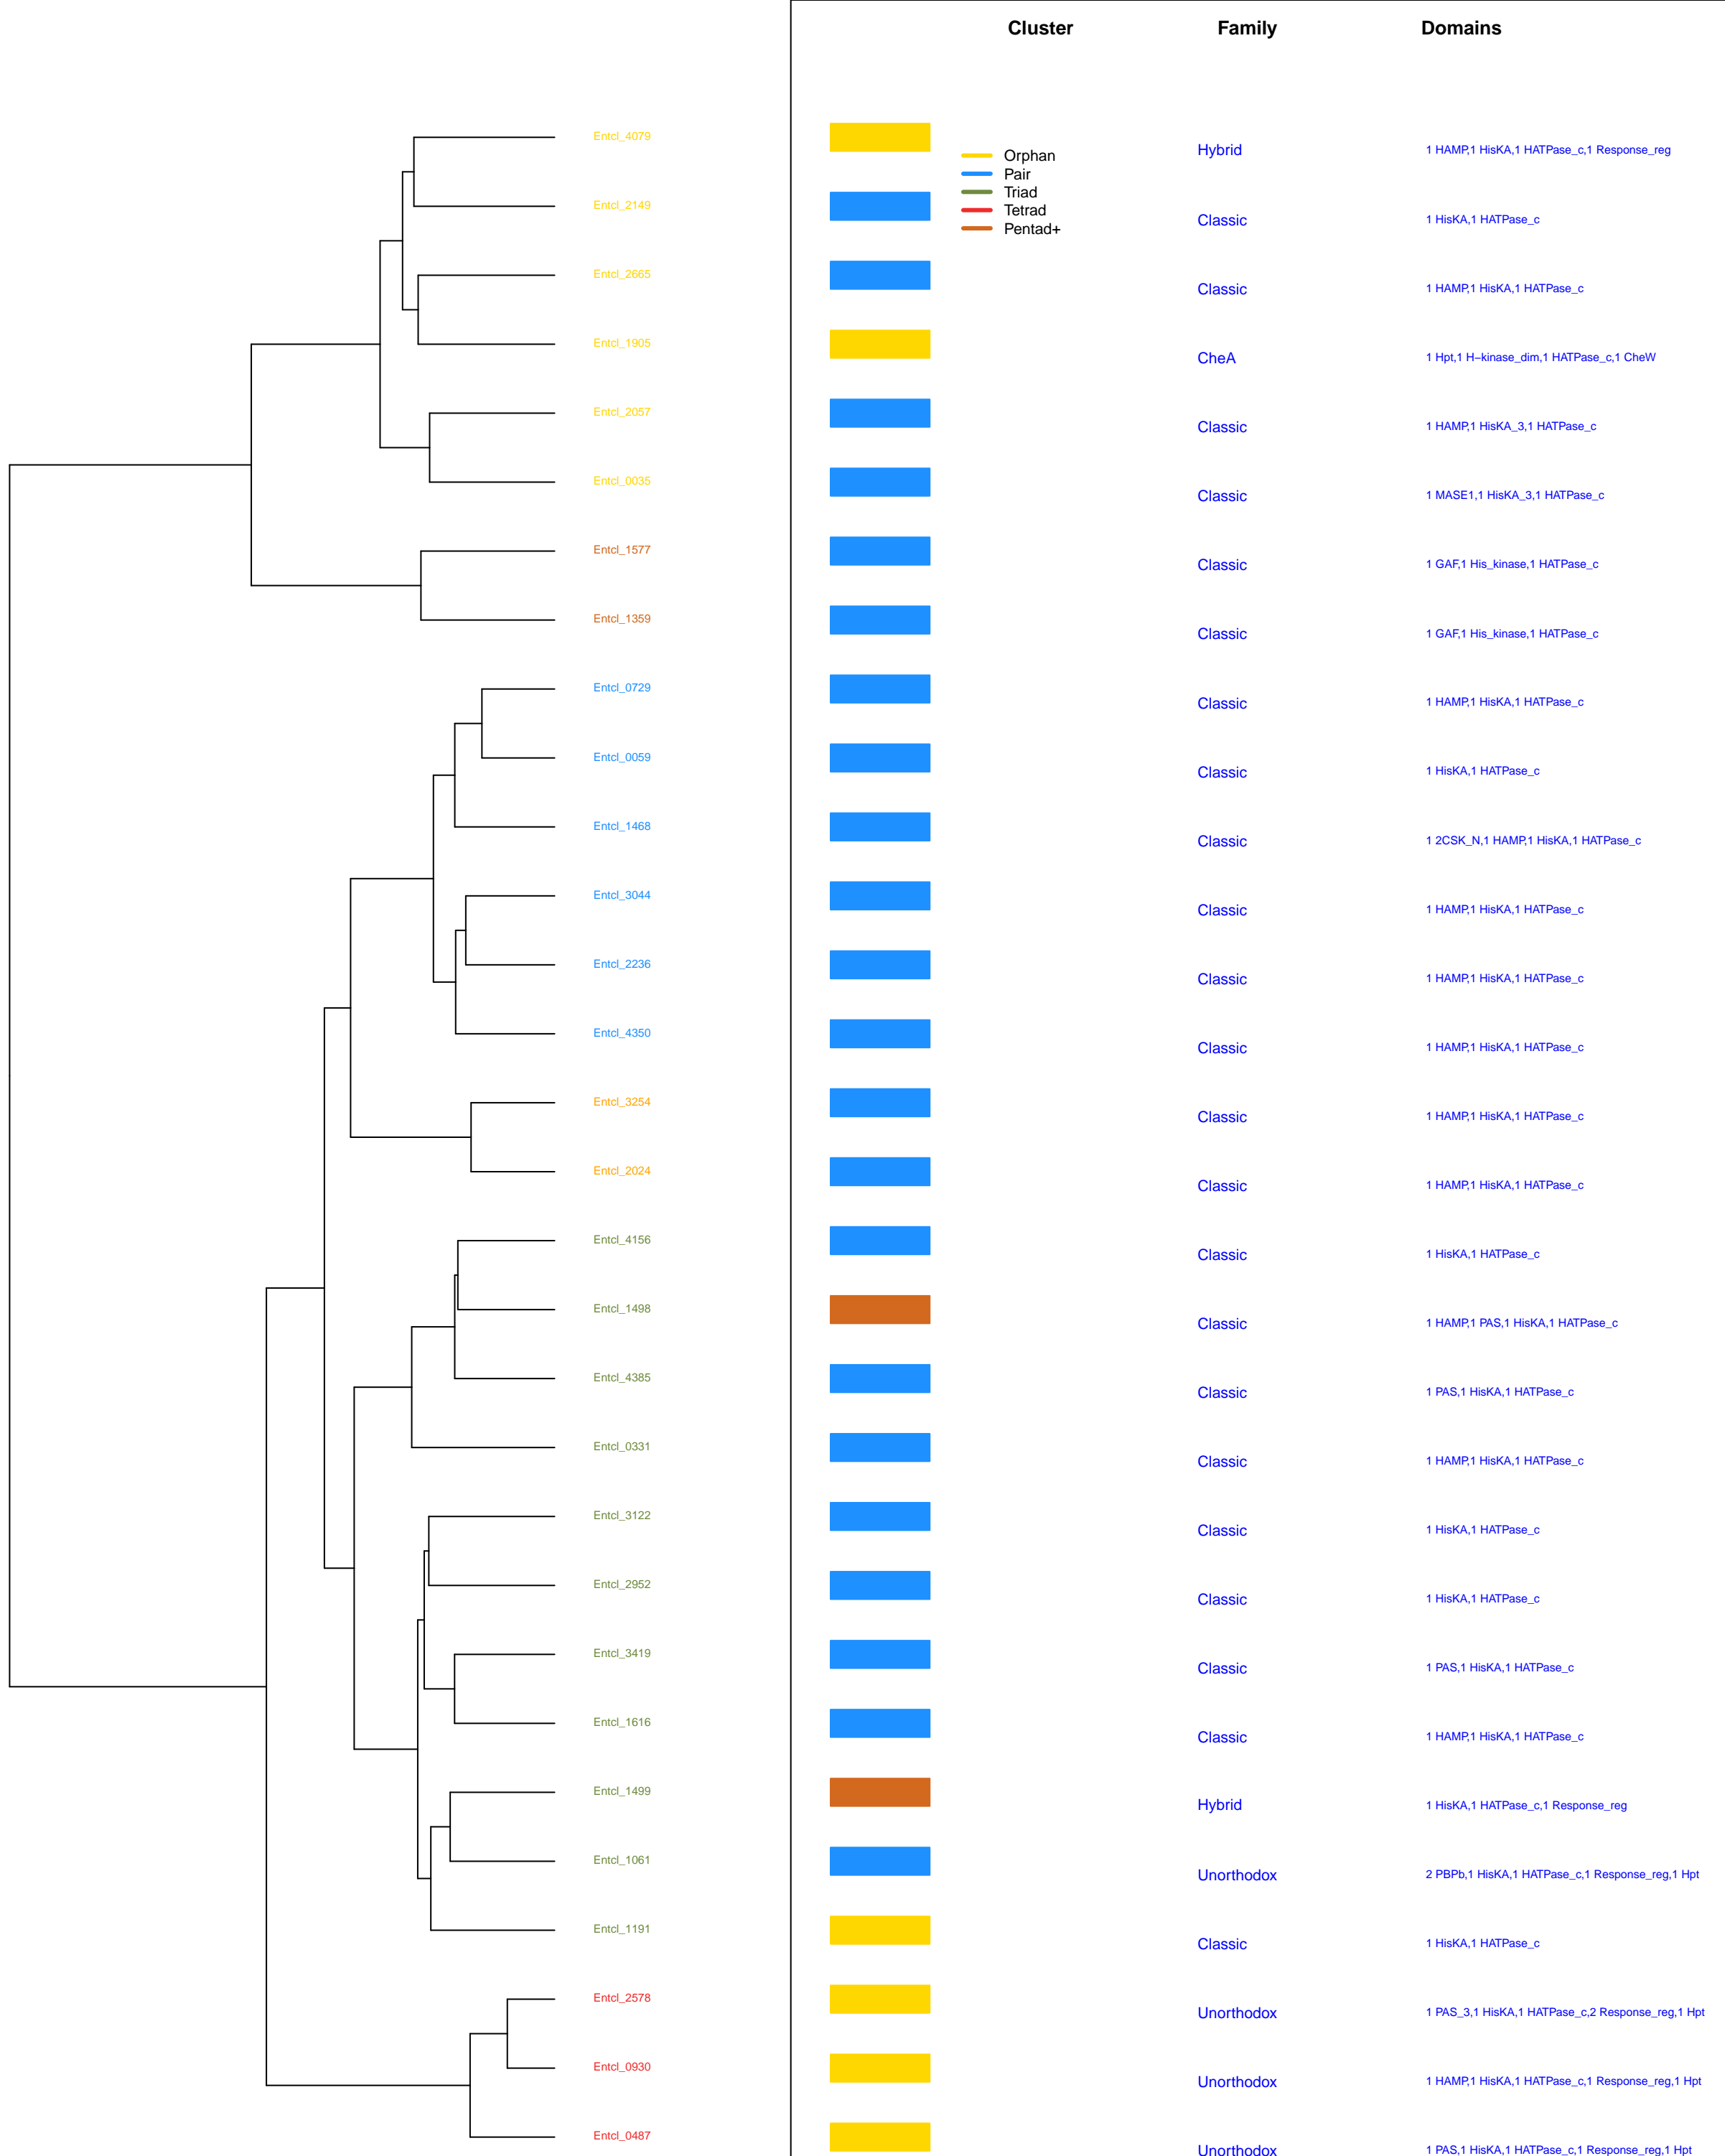 Cluster Family Domains
Entcl_4079 Hybrid 1 HAMP,1 HisKA,1 HATPase_c,1 Response_reg
Orphan
Pair
Triad
Tetrad
Pentad+
Entcl_2149 Classic 1 HisKA,1 HATPase_c
Entcl_2665 Classic 1 HAMP,1 HisKA,1 HATPase_c
Entcl_1905 CheA 1 Hpt,1 H−kinase_dim,1 HATPase_c,1 CheW
Entcl_2057 Classic 1 HAMP,1 HisKA_3,1 HATPase_c
Entcl_0035 Classic 1 MASE1,1 HisKA_3,1 HATPase_c
Entcl_1577 Classic 1 GAF,1 His_kinase,1 HATPase_c
Entcl_1359 Classic 1 GAF,1 His_kinase,1 HATPase_c
Entcl_0729 Classic 1 HAMP,1 HisKA,1 HATPase_c
Entcl_0059 Classic 1 HisKA,1 HATPase_c
Entcl_1468 Classic 1 2CSK_N,1 HAMP,1 HisKA,1 HATPase_c
Entcl_3044 Classic 1 HAMP,1 HisKA,1 HATPase_c
Entcl_2236 Classic 1 HAMP,1 HisKA,1 HATPase_c
Entcl_4350 Classic 1 HAMP,1 HisKA,1 HATPase_c
Entcl_3254 Classic 1 HAMP,1 HisKA,1 HATPase_c
Entcl_2024 Classic 1 HAMP,1 HisKA,1 HATPase_c
Entcl_4156 Classic 1 HisKA,1 HATPase_c
Entcl_1498 Classic 1 HAMP,1 PAS,1 HisKA,1 HATPase_c
Entcl_4385 Classic 1 PAS,1 HisKA,1 HATPase_c
Entcl_0331 Classic 1 HAMP,1 HisKA,1 HATPase_c
Entcl_3122 Classic 1 HisKA,1 HATPase_c
Entcl_2952 Classic 1 HisKA,1 HATPase_c
Entcl_3419 Classic 1 PAS,1 HisKA,1 HATPase_c
Entcl_1616 Classic 1 HAMP,1 HisKA,1 HATPase_c
Entcl_1499 Hybrid 1 HisKA,1 HATPase_c,1 Response_reg
Entcl_1061 Unorthodox 2 PBPb,1 HisKA,1 HATPase_c,1 Response_reg,1 Hpt
Entcl_1191 Classic 1 HisKA,1 HATPase_c
Entcl_2578 Unorthodox 1 PAS_3,1 HisKA,1 HATPase_c,2 Response_reg,1 Hpt
Entcl_0930 Unorthodox 1 HAMP,1 HisKA,1 HATPase_c,1 Response_reg,1 Hpt
Entcl_0487 Unorthodox 1 PAS,1 HisKA,1 HATPase_c,1 Response_reg,1 Hpt